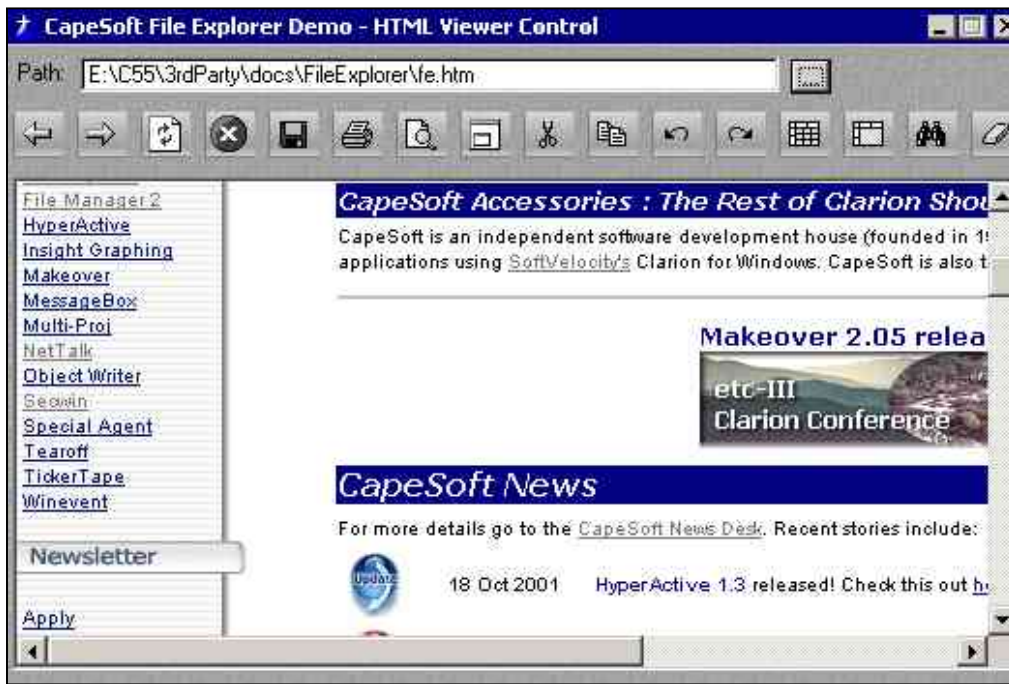 CapeSoft File Explorer Demo - HTML Viewer Control
Path: E:\C55\3rdParty\docs\FileExplorer\fe.htm
File Manager 2
HyperActive
Insight Graphing
Makeover
MessageBox
Multi-Proj
NetTalk
Object Writer
Secwin
Special Agent
Tearoff
TickerTape
Winevent
Newsletter
Apply
CapeSoft Accessories : The Rest of Clarion Shou
CapeSoft is an independent software development house (founded in 1
applications using SoftVelocity's Clarion for Windows. CapeSoft is also t
Makeover 2.05 relea
etc-III
Clarion Conference
CapeSoft News
For more details go to the CapeSoft News Desk. Recent stories include:
Update
18 Oct 2001 HyperActive 1.3 released! Check this out